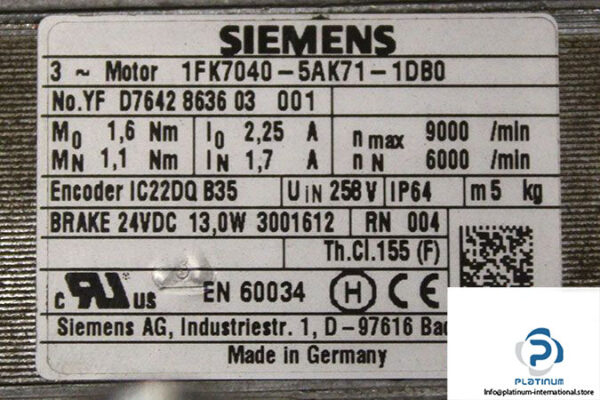 SIEMENS
3 ~ Motor 1FK7040-5AK71-1DB0
No.YF D7642 8636 03 001
M0 1,6 Nm I0 2,25 A n max 9000 /min
MN 1,1 Nm IN 1,7 A n N 6000 /min
Encoder IC22DQ B35 UIN 258 V IP64 m 5 kg
BRAKE 24VDC 13,0W 3001612 RN 004
Th.Cl.155 (F)
c RU US EN 60034 H CE
Siemens AG, Industriestr. 1, D-97616 Bad
Made in Germany
PLATINUM
Info@platinum-international.store